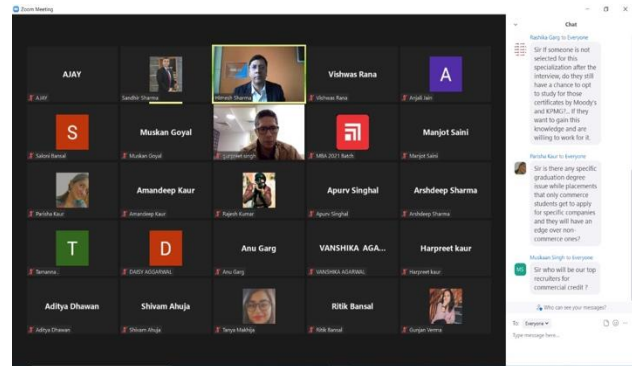 Zoom Meeting
AJAY
AJAY
Sandhir Sharma
Himanshi Sharma
Vishwas Rana
Vishwas Rana
A
Anjali Jain
S
Saloni Bansal
Muskan Goyal
Muskan Goyal
gurpreet singh
MBA 2021 Batch
Manjot Saini
Manjot Saini
Parisha Kaur
Amandeep Kaur
Amandeep Kaur
Rajesh Kumar
Apurv Singhal
Apurv Singhal
Arshdeep Sharma
Arshdeep Sharma
T
Tamanna .
D
DAISY AGGARWAL
Anu Garg
Anu Garg
VANSHIKA AGA...
VANSHIKA AGARWAL
Harpreet kaur
Harpreet kaur
Aditya Dhawan
Aditya Dhawan
Shivam Ahuja
Shivam Ahuja
Tanya Makhija
Ritik Bansal
Ritik Bansal
Gunjan Verma
Chat
Rashika Garg to Everyone
Sir if someone is not
selected for this
specialization after the
interview, do they still
have a chance to opt
to study for those
certificates by Moody's
and KPMG?... if they
want to gain this
knowledge and are
willing to work for it.
Parisha Kaur to Everyone
Sir is there any specific
graduation degree
issue while placements
that only commerce
students get to apply
for specific companies
and they will have an
edge over non-
commerce ones?
Muskaan Singh to Everyone
MS
Sir who will be our top
recruiters for
commercial credit ?
Who can see your messages?
To: Everyone
Type message here...